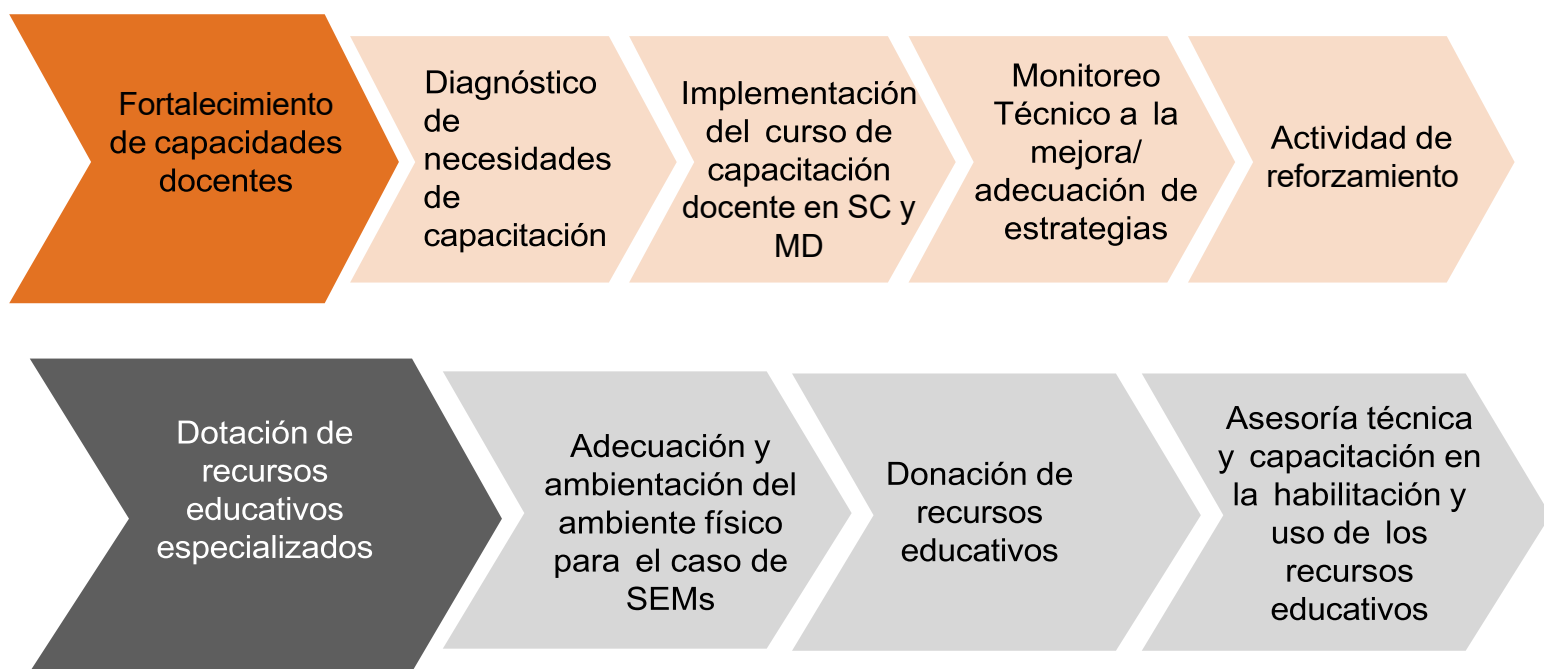 Fortalecimiento
de capacidades
docentes
Diagnóstico
de
necesidades
de
capacitación
Implementación
del curso de
capacitación
docente en SC y
MD
Monitoreo
Técnico a la
mejora/
adecuación de
estrategias
Actividad de
reforzamiento
Dotación de
recursos
educativos
especializados
Adecuación y
ambientación del
ambiente físico
para el caso de
SEMs
Donación de
recursos
educativos
Asesoría técnica
y capacitación en
la habilitación y
uso de los
recursos
educativos